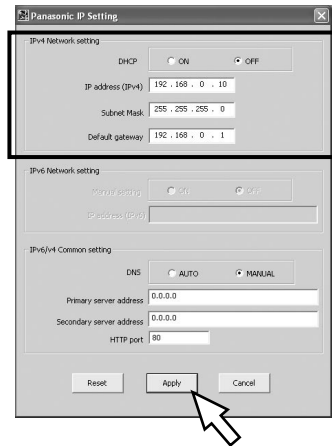 Panasonic IP Setting
IPv4 Network setting
DHCP ON OFF
IP address (IPv4) 192 . 168 . 0 . 10
Subnet Mask 255 . 255 . 255 . 0
Default gateway 192 . 168 . 0 . 1
IPv6 Network setting
Manual setting ON OFF
IP address (IPv6)
IPv6/v4 Common setting
DNS AUTO MANUAL
Primary server address 0.0.0.0
Secondary server address 0.0.0.0
HTTP port 80
Reset Apply Cancel